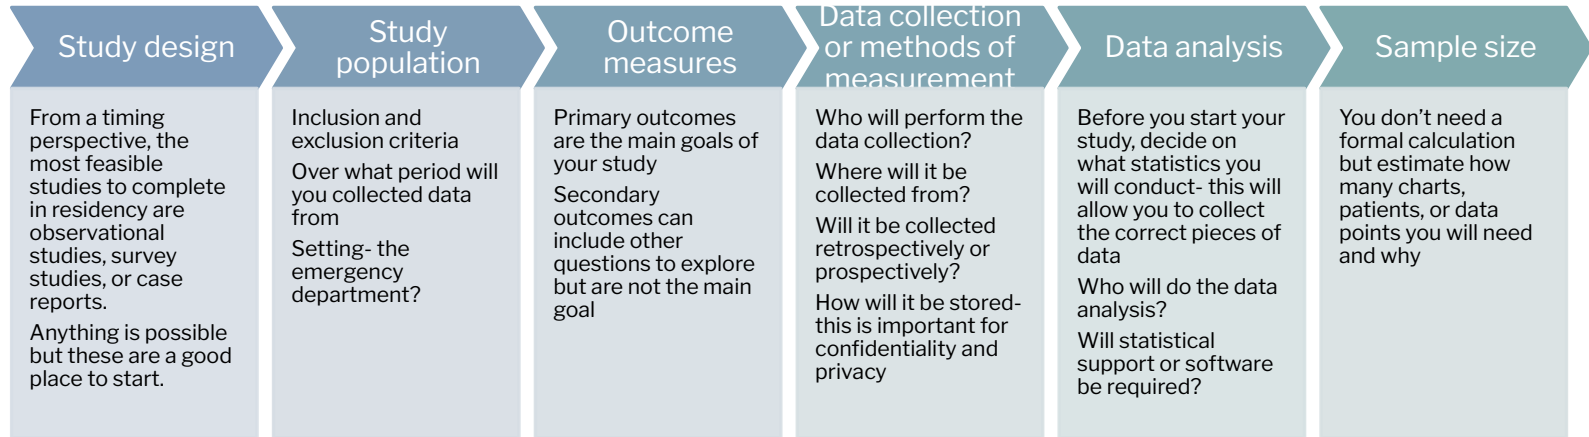 Study design
From a timing
perspective, the
most feasible
studies to complete
in residency are
observational
studies, survey
studies, or case
reports.
Anything is possible
but these are a good
place to start.
Study
population
Inclusion and
exclusion criteria
Over what period will
you collected data
from
Setting- the
emergency
department?
Outcome
measures
Primary outcomes
are the main goals of
your study
Secondary
outcomes can
include other
questions to explore
but are not the main
goal
Data collection
or methods of
measurement
Who will perform the
data collection?
Where will it be
collected from?
Will it be collected
retrospectively or
prospectively?
How will it be stored-
this is important for
confidentiality and
privacy
Data analysis
Before you start your
study, decide on
what statistics you
will conduct- this will
allow you to collect
the correct pieces of
data
Who will do the data
analysis?
Will statistical
support or software
be required?
Sample size
You don’t need a
formal calculation
but estimate how
many charts,
patients, or data
points you will need
and why